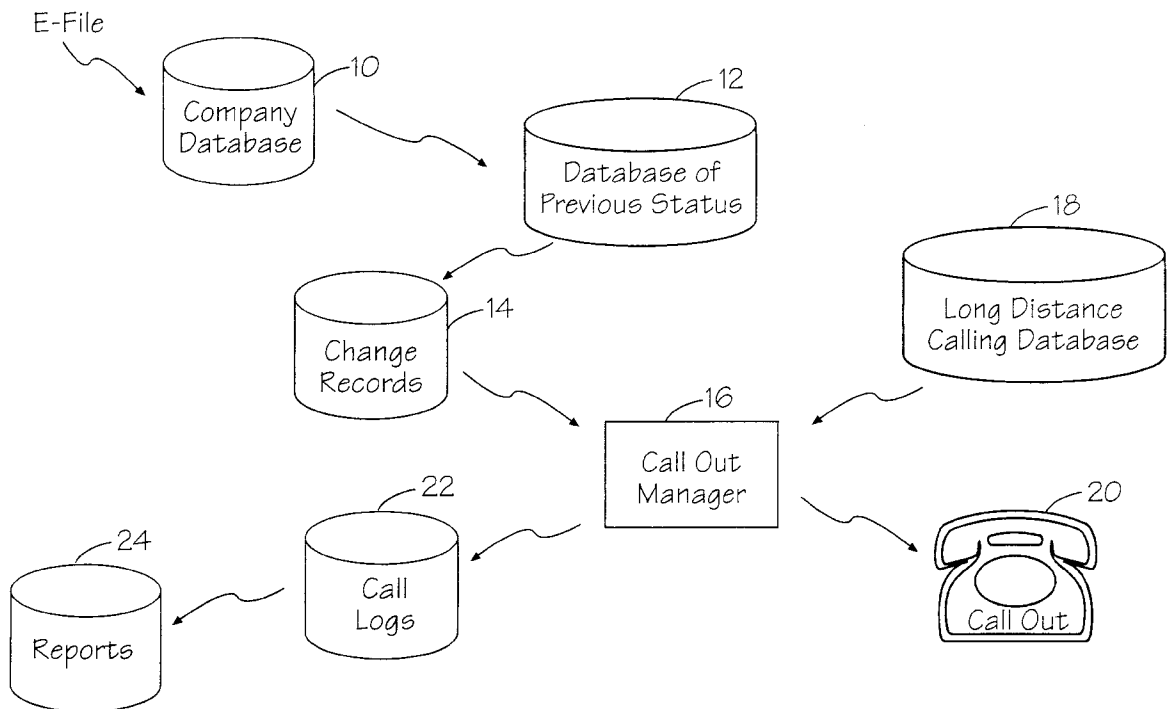 E-File
10
Company
Database
12
Database of
Previous Status
18
Long Distance
Calling Database
14
Change
Records
16
Call Out
Manager
20
Call Out
22
Call
Logs
24
Reports